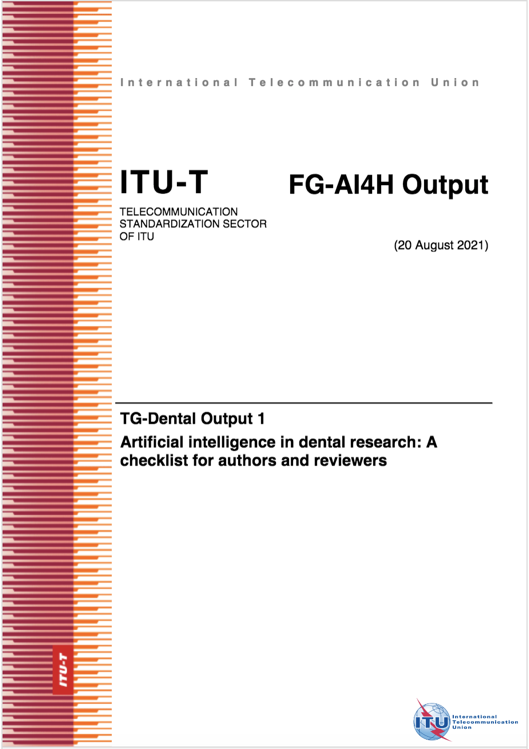 International Telecommunication Union
ITU-T
FG-AI4H Output
TELECOMMUNICATION
STANDARDIZATION SECTOR
OF ITU
(20 August 2021)
TG-Dental Output 1
Artificial intelligence in dental research: A
checklist for authors and reviewers
ITU-T
ITU
International
Telecommunication
Union